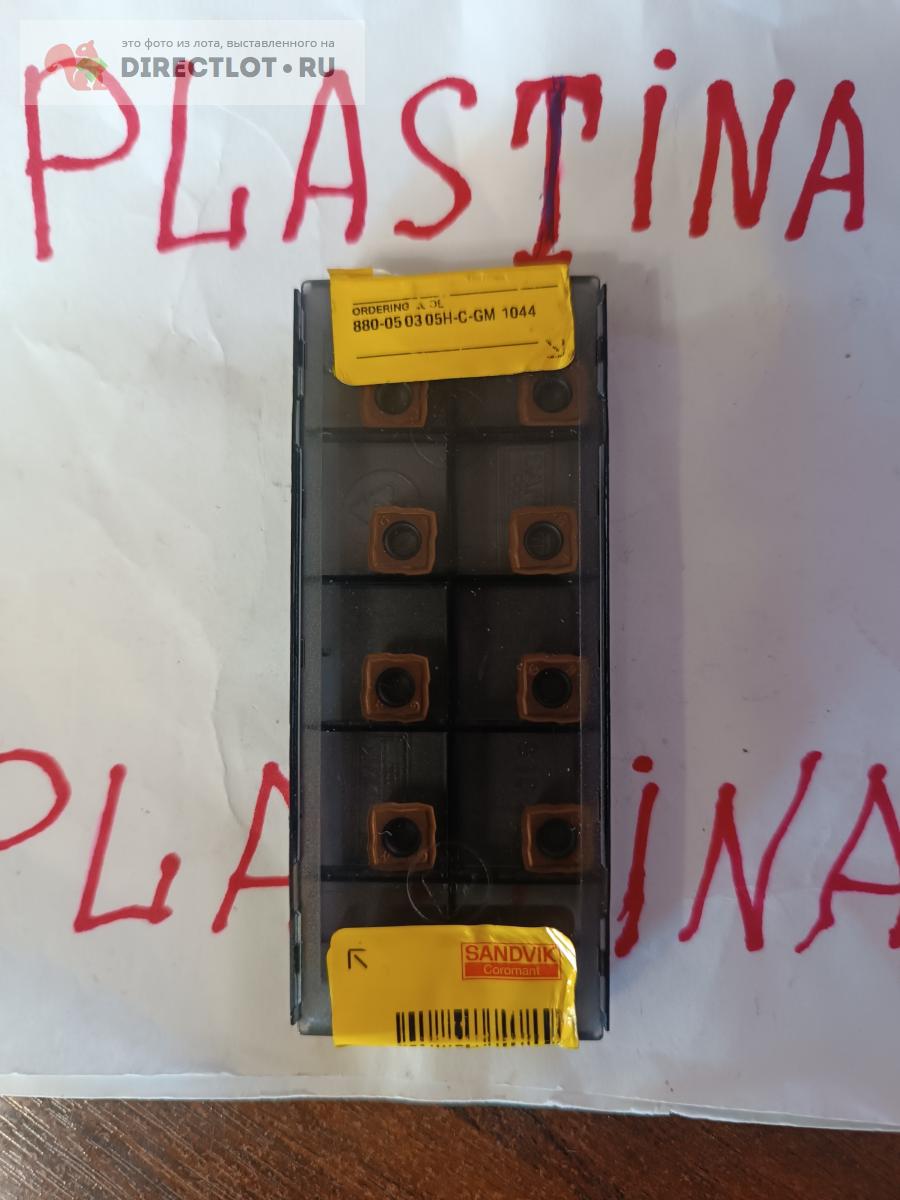 это фото из лота, выставленного на
DIRECTLOT•RU
PLASTiNA
ORDERING
880-05 03 05H-C-GM 1044
PLA iNA
SANDVIK
Coromant